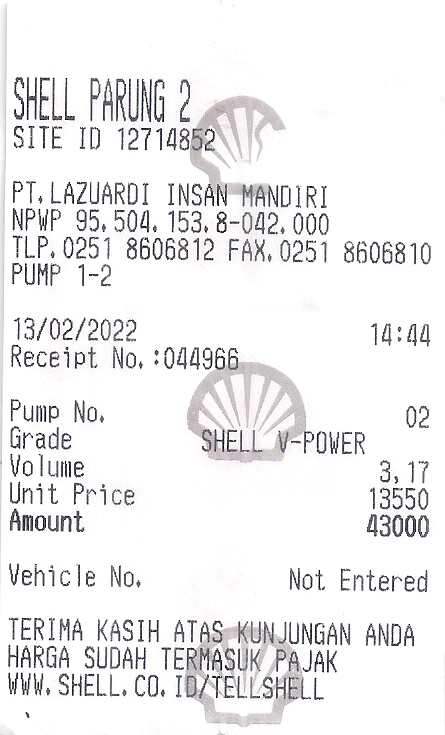 SHELL PARUNG 2
SITE ID 12714852
PT.LAZUARDI INSAN MANDIRI
NPWP 95.504.153.8-042.000
TLP.0251 8606812 FAX.0251 8606810
PUMP 1-2
13/02/2022 14:44
Receipt No.:044966
Pump No. 02
Grade SHELL V-POWER
Volume 3,17
Unit Price 13550
Amount 43000
Vehicle No. Not Entered
TERIMA KASIH ATAS KUNJUNGAN ANDA
HARGA SUDAH TERMASUK PAJAK
WWW.SHELL.CO.ID/TELLSHELL